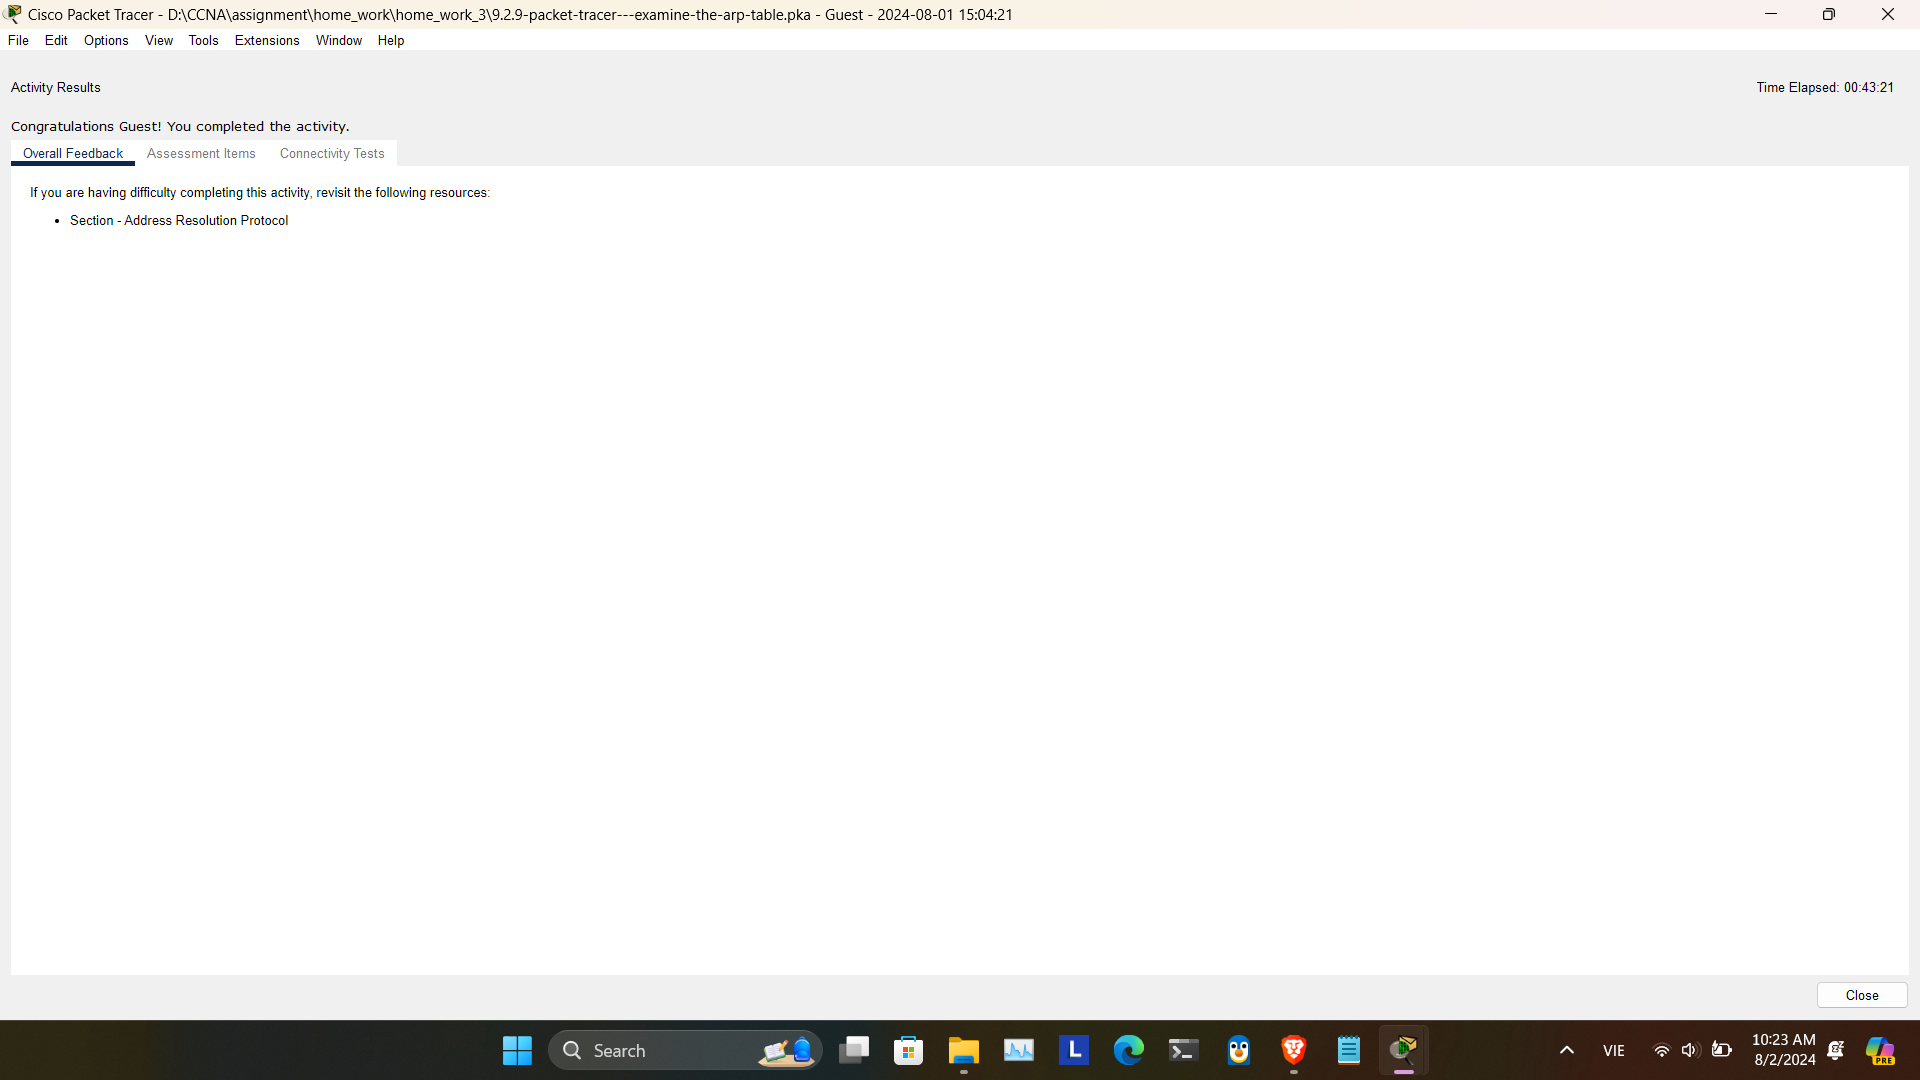 Cisco Packet Tracer - D:\CCNA\assignment\home_work\home_work_3\9.2.9-packet-tracer---examine-the-arp-table.pka - Guest - 2024-08-01 15:04:21
File Edit Options View Tools Extensions Window Help
Activity Results
Time Elapsed: 00:43:21
Congratulations Guest! You completed the activity.
Overall Feedback Assessment Items Connectivity Tests
If you are having difficulty completing this activity, revisit the following resources:
• Section - Address Resolution Protocol
Close
Search
L
VIE
10:23 AM
8/2/2024
PRE